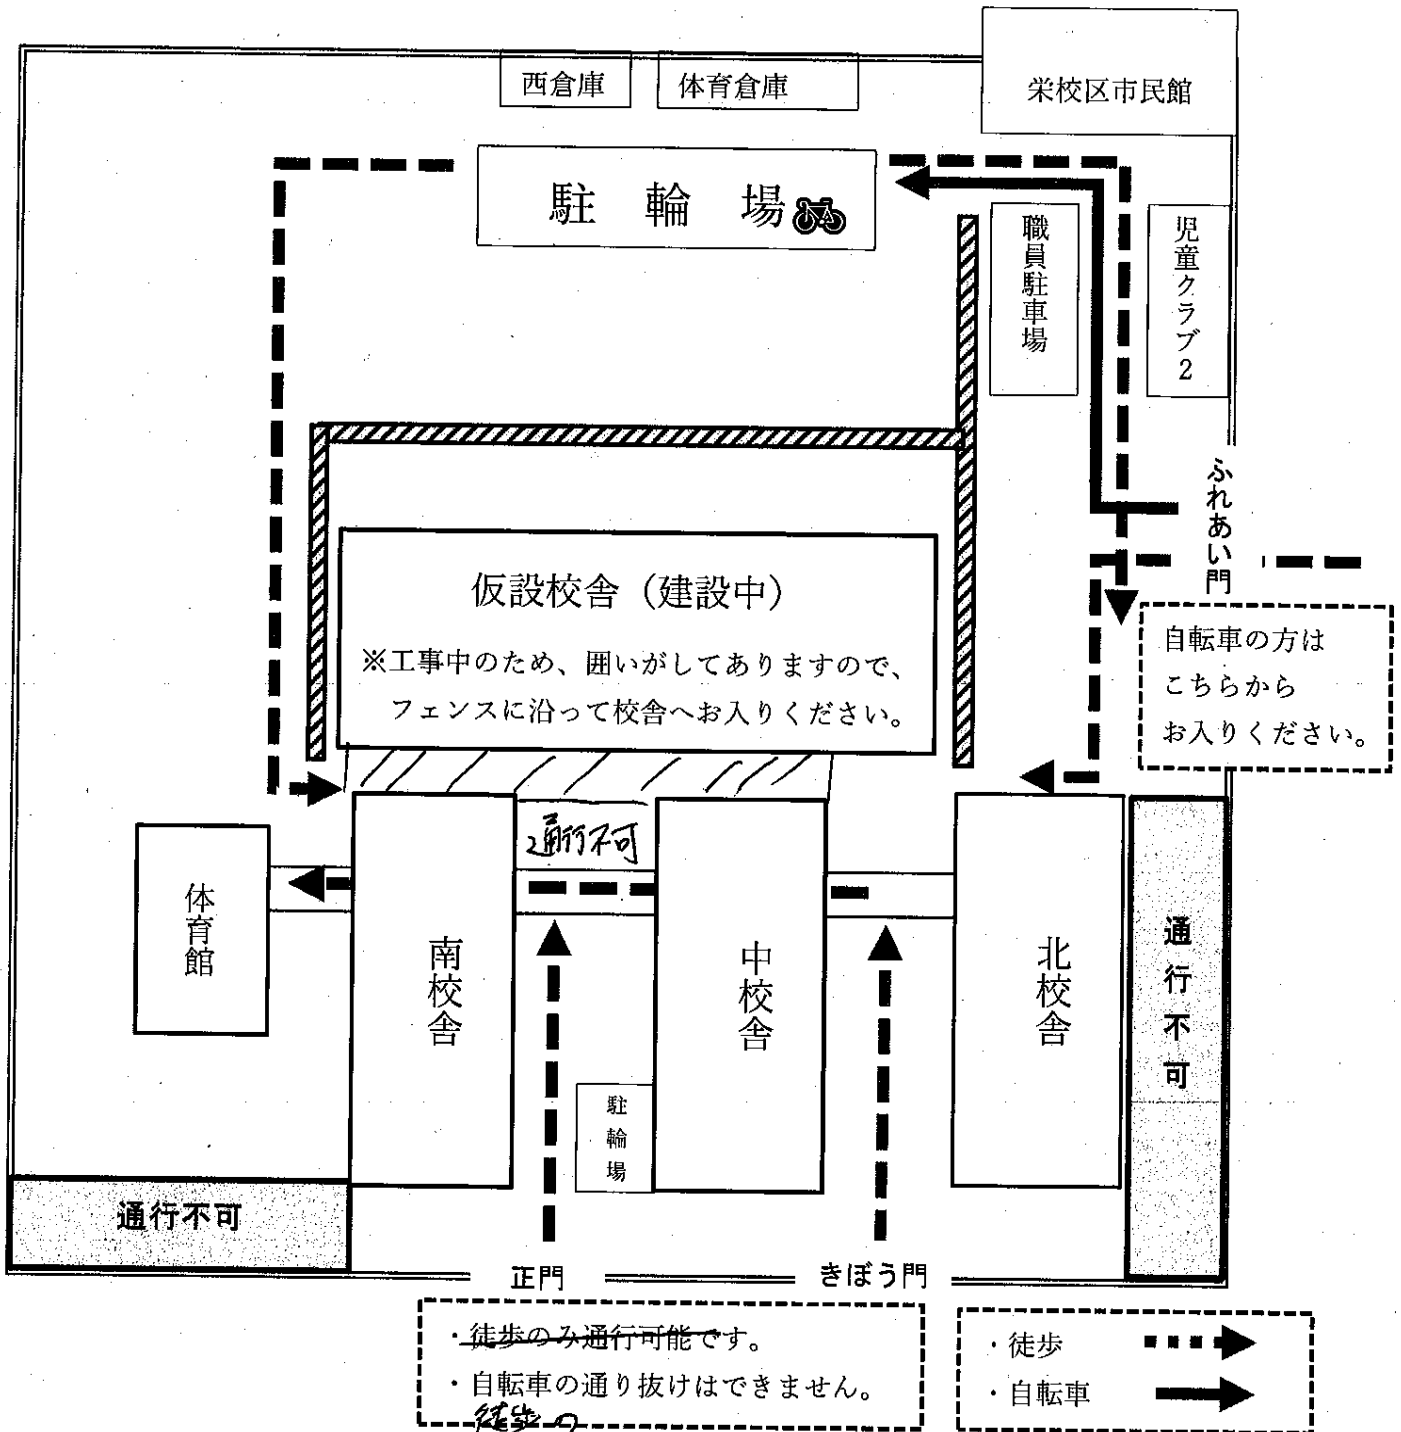 西倉庫
体育倉庫
栄校区市民館
駐輪場
職員駐車場
児童クラブ2
ふれあい門
仮設校舎（建設中）
※工事中のため、囲いがしてありますので、
フェンスに沿って校舎へお入りください。
自転車の方は
こちらから
お入りください。
通行不可
体育館
南校舎
中校舎
北校舎
通行不可
駐輪場
通行不可
正門
きぼう門
・徒歩のみ通行可能です。
・自転車の通り抜けはできません。
徒歩の
・徒歩
・自転車